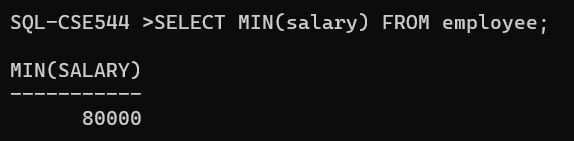 SQL-CSE544 >SELECT MIN(salary) FROM employee;
MIN(SALARY)
-----------
80000